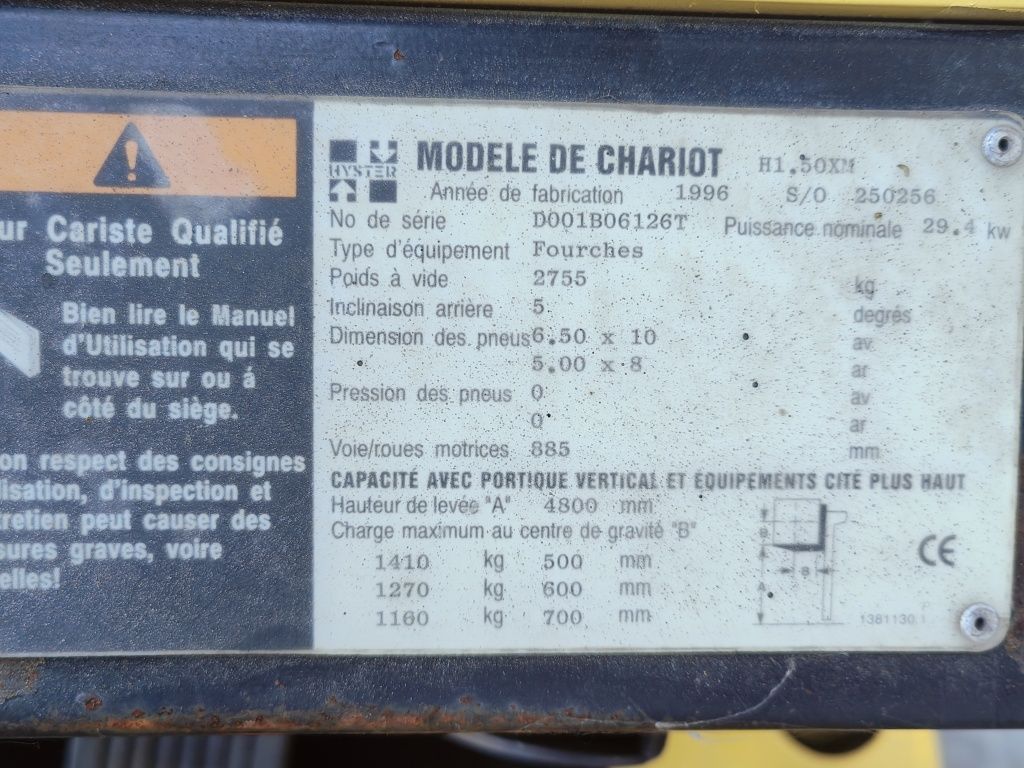 ur Cariste Qualifié
Seulement
Bien lire le Manuel
d'Utilisation qui se
trouve sur ou á
côté du siège.
on respect des consignes
lisation, d'inspection et
tretien peut causer des
sures graves, voire
elles!
HYSTER
MODELE DE CHARIOT H1.50XM
Année de fabrication 1996 S/O 250256
No de série D001B06126T Puissance nominale 29.4 kw
Type d'équipement Fourches
Poids à vide 2755 kg
Inclinaison arrière 5 degrés
Dimension des pneus 6.50 x 10 av
5.00 x 8 ar
Pression des pneus 0 av
0 ar
Voie/roues motrices 885 mm
CAPACITÉ AVEC PORTIQUE VERTICAL ET EQUIPEMENTS CITÉ PLUS HAUT
Hauteur de levée "A" 4800 mm
Charge maximum au centre de gravité "B"
1410 kg 500 mm
1270 kg 600 mm
1160 kg 700 mm
B
B
A
CE
1381130.1